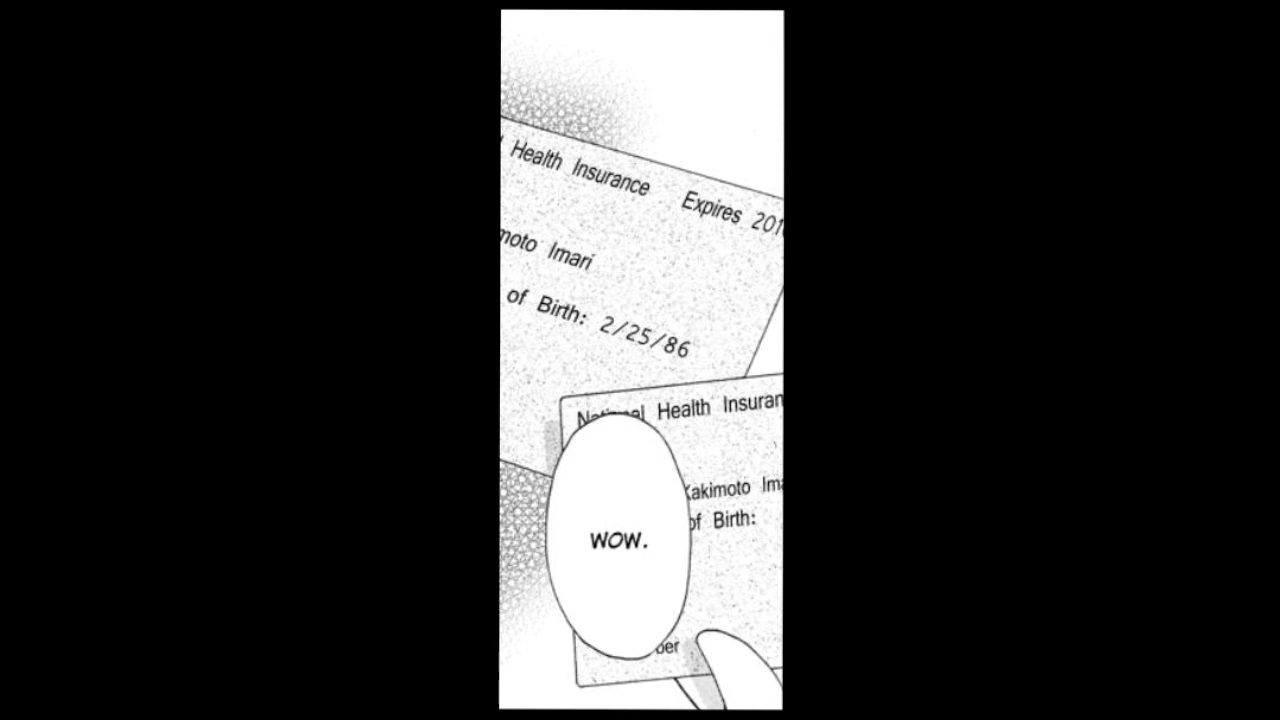 Health Insurance Expires 201
moto Imari
of Birth: 2/25/86
National Health Insuran
Kakimoto Ima
of Birth:
WOW.
ber